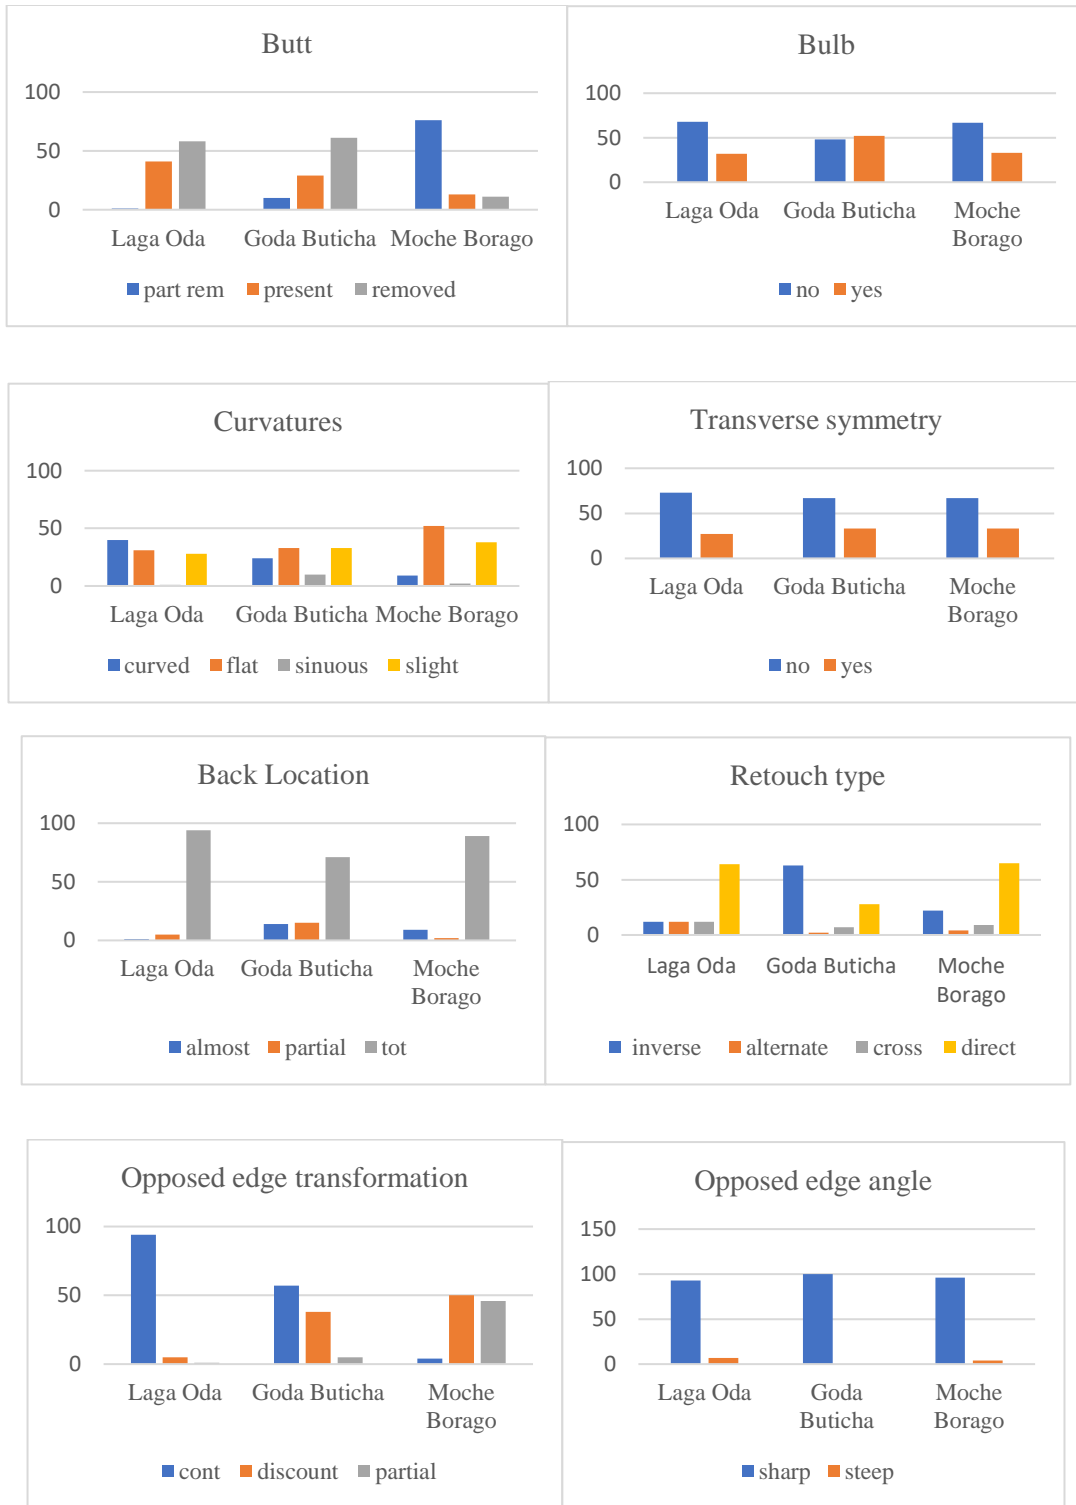 Butt
100
50
0
Laga Oda Goda Buticha Moche Borago
part rem present removed
Bulb
100
50
0
Laga Oda Goda Buticha Moche
Borago
no yes
Curvatures
100
50
0
Laga Oda Goda Buticha Moche Borago
curved flat sinuous slight
Transverse symmetry
100
50
0
Laga Oda Goda Buticha Moche
Borago
no yes
Back Location
100
50
0
Laga Oda Goda Buticha Moche
Borago
almost partial tot
Retouch type
100
50
0
Laga Oda Goda Buticha Moche
Borago
inverse alternate cross direct
Opposed edge transformation
100
50
0
Laga Oda Goda Buticha Moche
Borago
cont discount partial
Opposed edge angle
150
100
50
0
Laga Oda Goda Moche
Buticha Borago
sharp steep